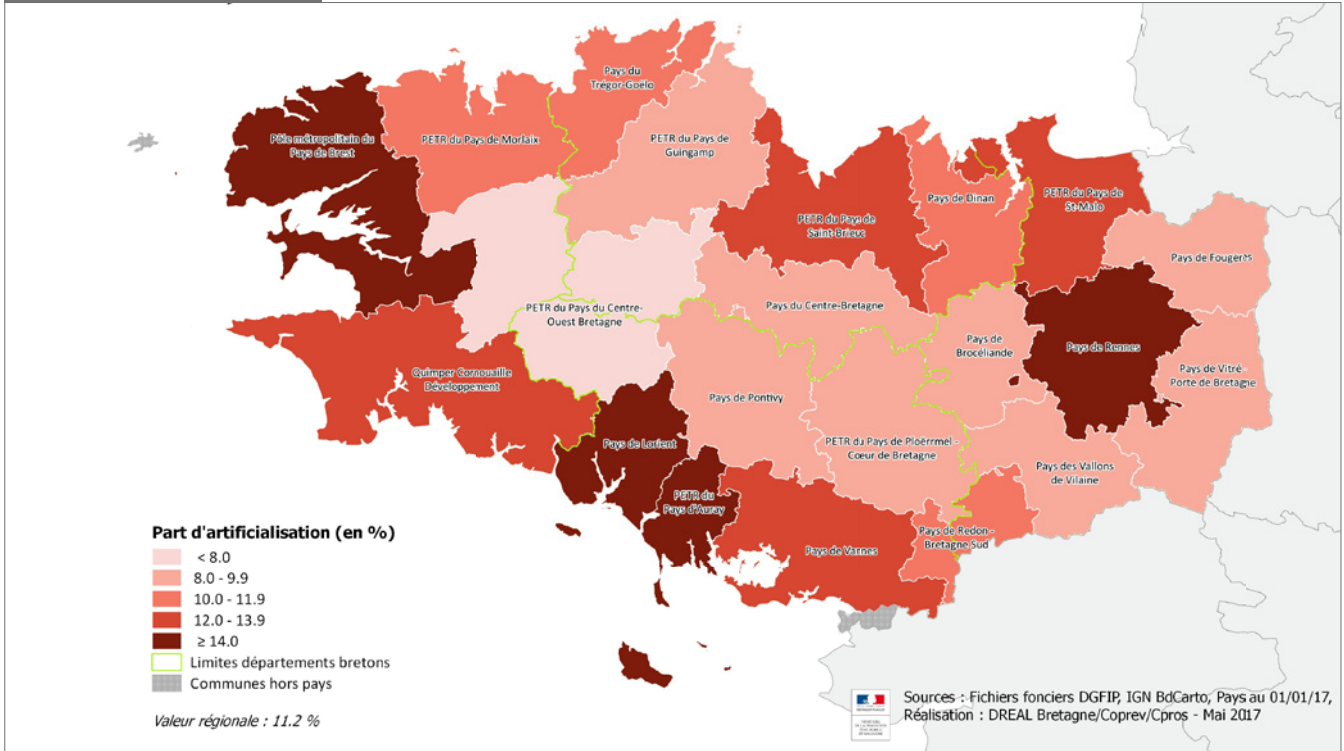 Pays du
Trégor-Goëlo
Pôle métropolitain du
Pays de Brest
PETR du Pays de Morlaix
PETR du Pays de
Guingamp
Pays de Dinan
PETR du Pays de
St-Malo
PETR du Pays de
Saint-Brieuc
Pays de Fougères
PETR du Pays du Centre-
Ouest Bretagne
Pays du Centre-Bretagne
Pays de
Brocéliande
Pays de Rennes
Pays de Vitré -
Porte de Bretagne
Quimper Cornouaille
Développement
Pays de Pontivy
Pays de Lorient
PETR du Pays de Ploërmel -
Cœur de Bretagne
Pays des Vallons
de Vilaine
PETR du
Pays d'Auray
Pays de Redon -
Bretagne Sud
Pays de Vannes
Part d'artificialisation (en %)
< 8.0
8.0 - 9.9
10.0 - 11.9
12.0 - 13.9
≥ 14.0
Limites départements bretons
Communes hors pays
Valeur régionale : 11.2 %
Sources : Fichiers fonciers DGFIP, IGN BdCarto, Pays au 01/01/17,
Réalisation : DREAL Bretagne/Coprev/Cpros - Mai 2017